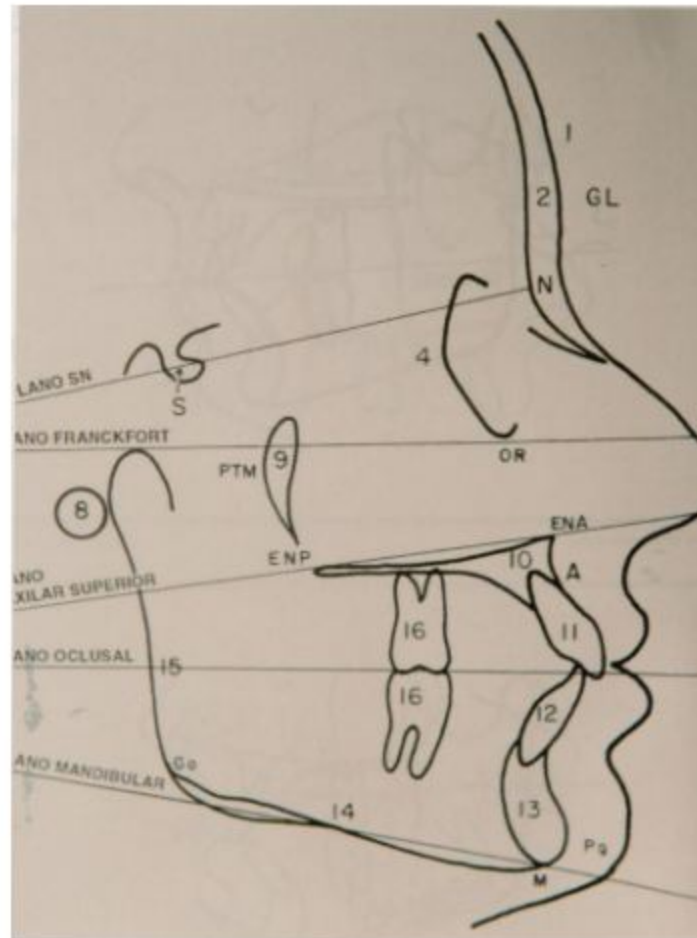 1
2 GL
N
4
LANO SN
S
ANO FRANCKFORT
OR
9
PTM
8
ENA
ENP
10
A
ANO
XILAR SUPERIOR
11
16
ANO OCLUSAL
15
16
12
Go
ANO MANDIBULAR
14
13
Pg
M